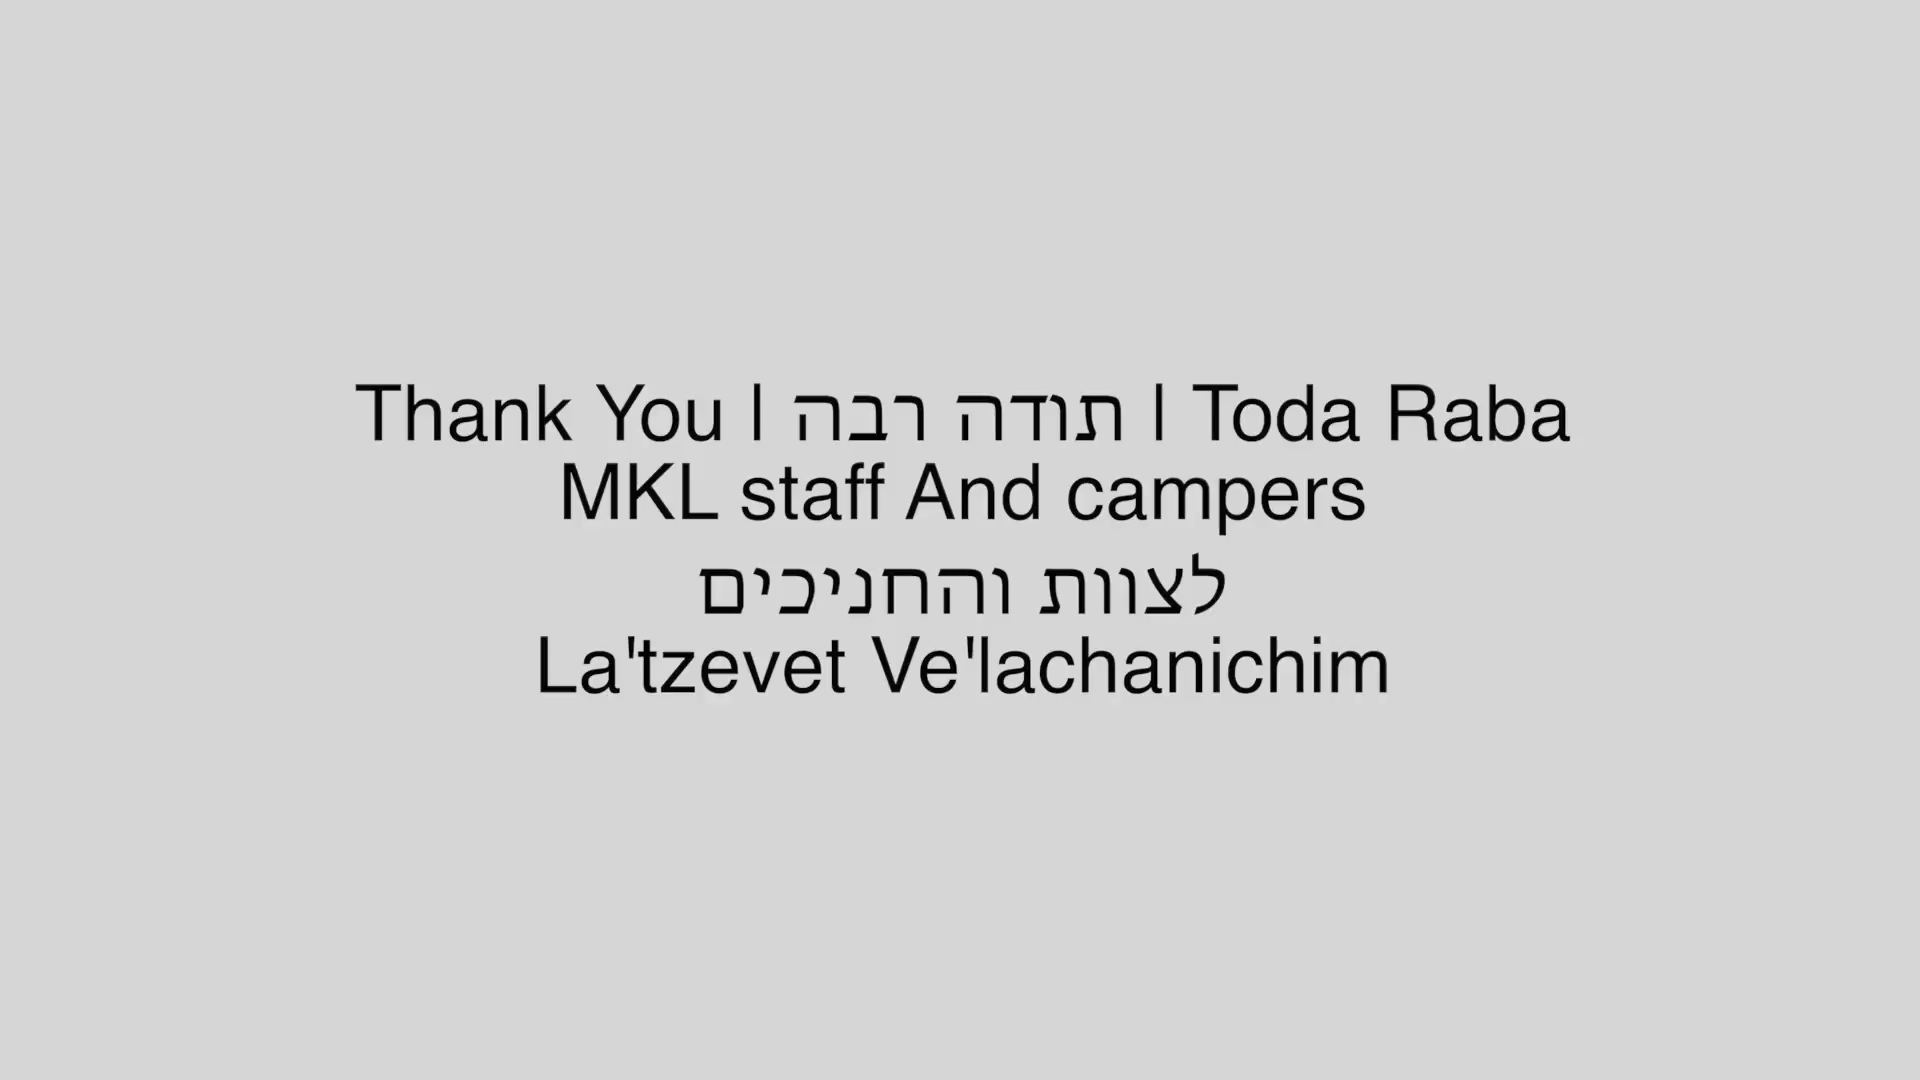 Thank You | תודה רבה | Toda Raba
MKL staff And campers
לצוות והחניכים
La'tzevet Ve'lachanichim